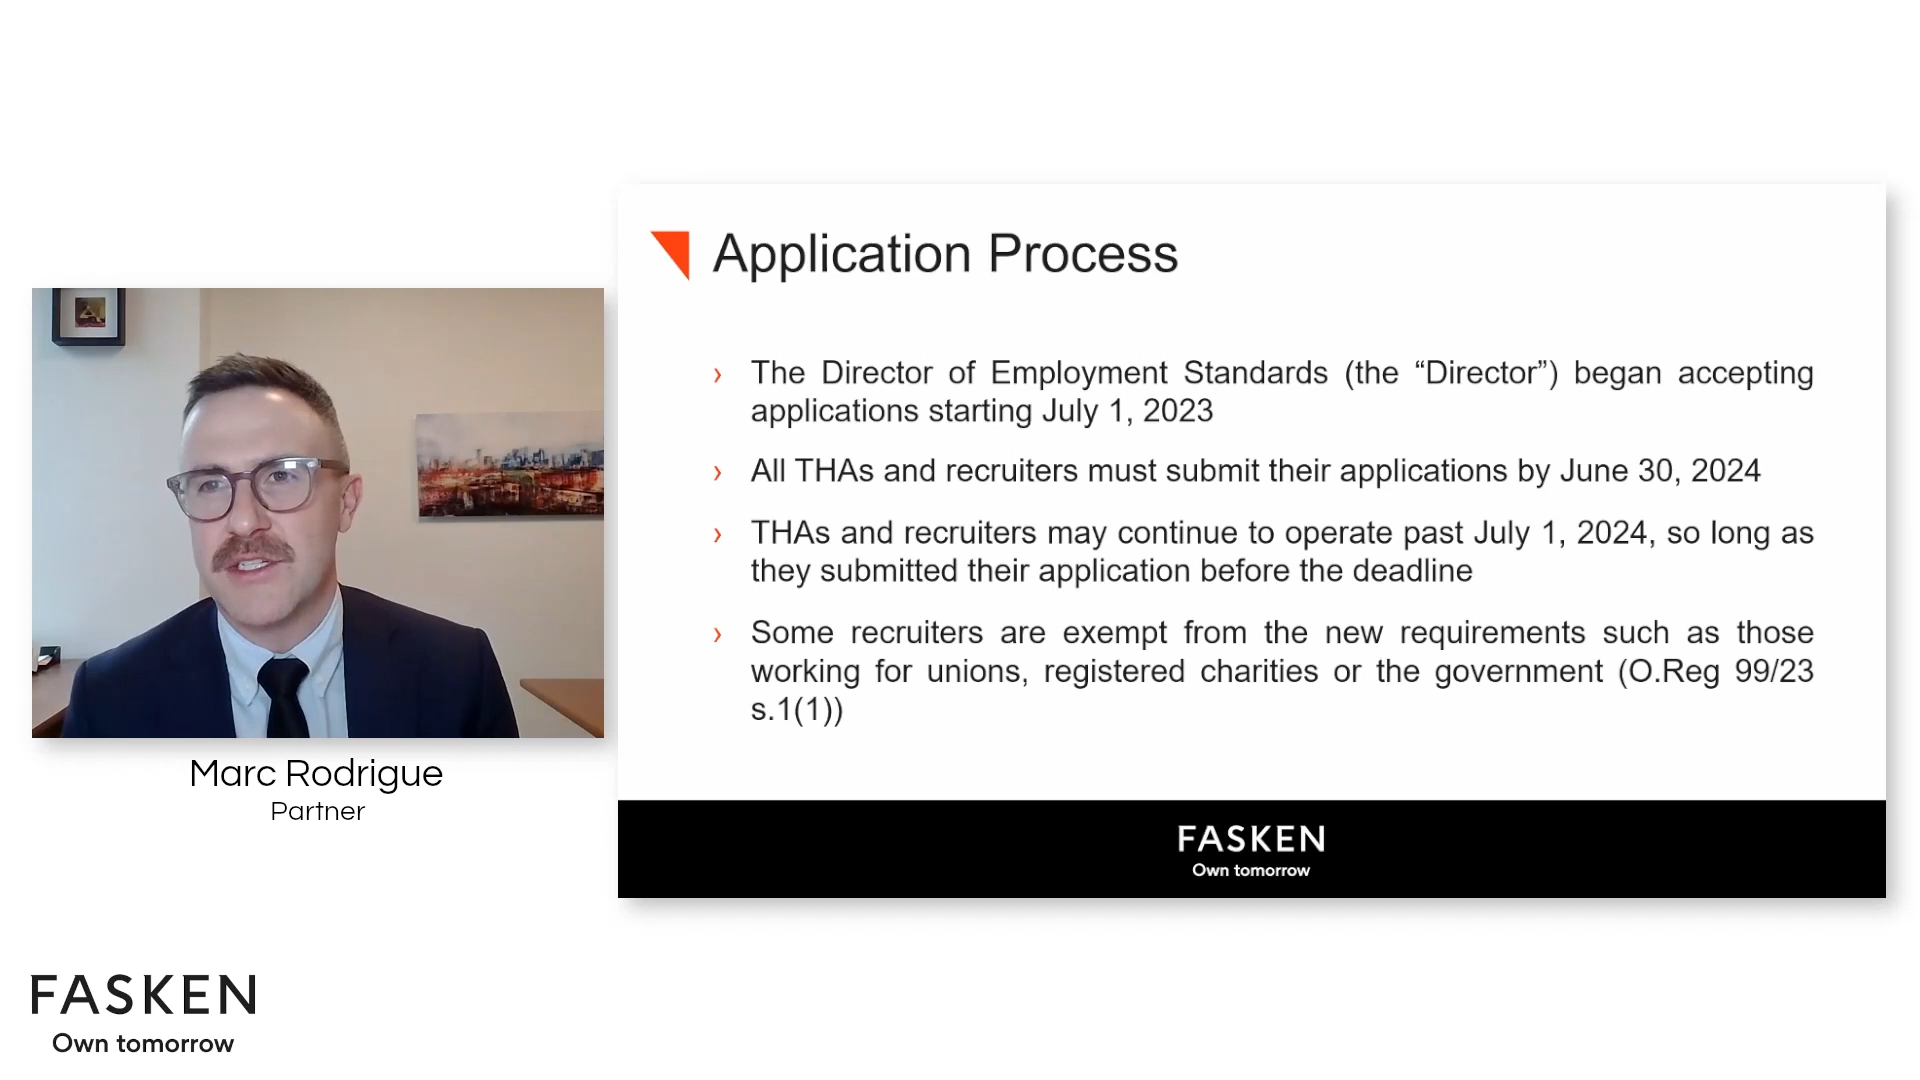 Application Process
› The Director of Employment Standards (the “Director”) began accepting
applications starting July 1, 2023
› All THAs and recruiters must submit their applications by June 30, 2024
› THAs and recruiters may continue to operate past July 1, 2024, so long as
they submitted their application before the deadline
› Some recruiters are exempt from the new requirements such as those
working for unions, registered charities or the government (O.Reg 99/23
s.1(1))
Marc Rodrigue
Partner
FASKEN
Own tomorrow
FASKEN
Own tomorrow